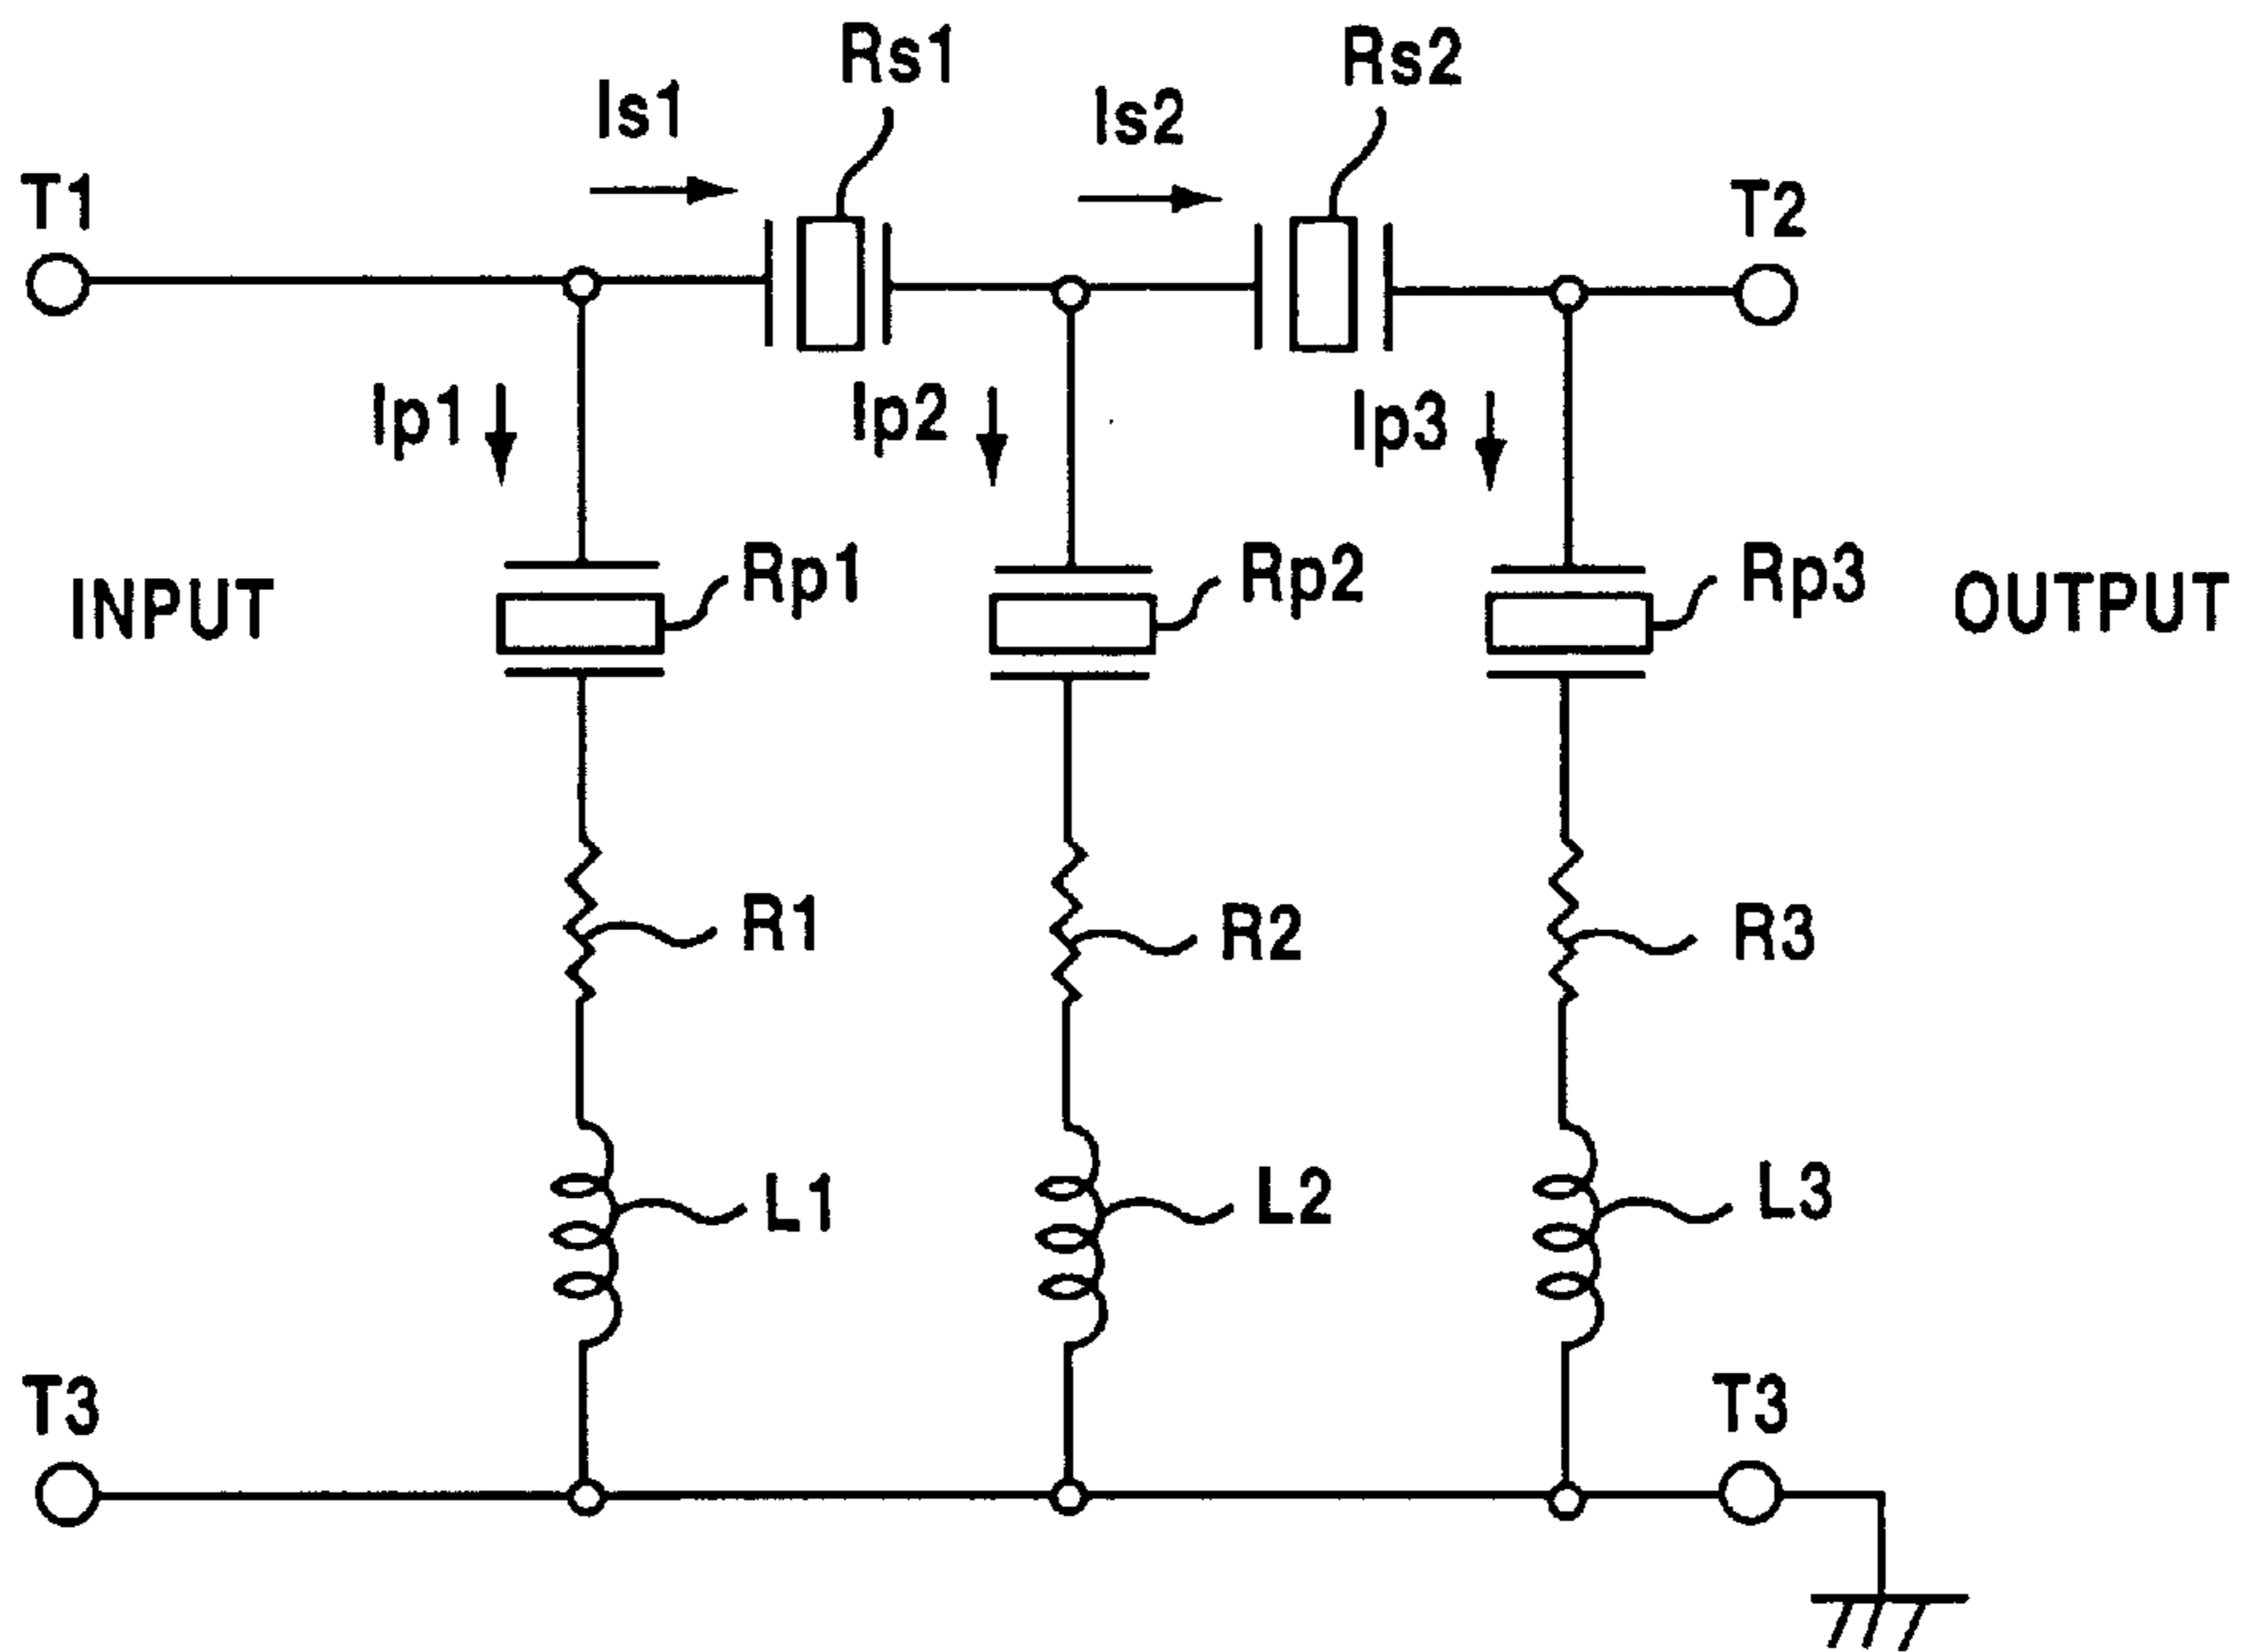 Rs1
Rs2
Is1
Is2
T1
T2
Ip1
Ip2
Ip3
INPUT
Rp1
Rp2
Rp3
OUTPUT
R1
R2
R3
L1
L2
L3
T3
T3